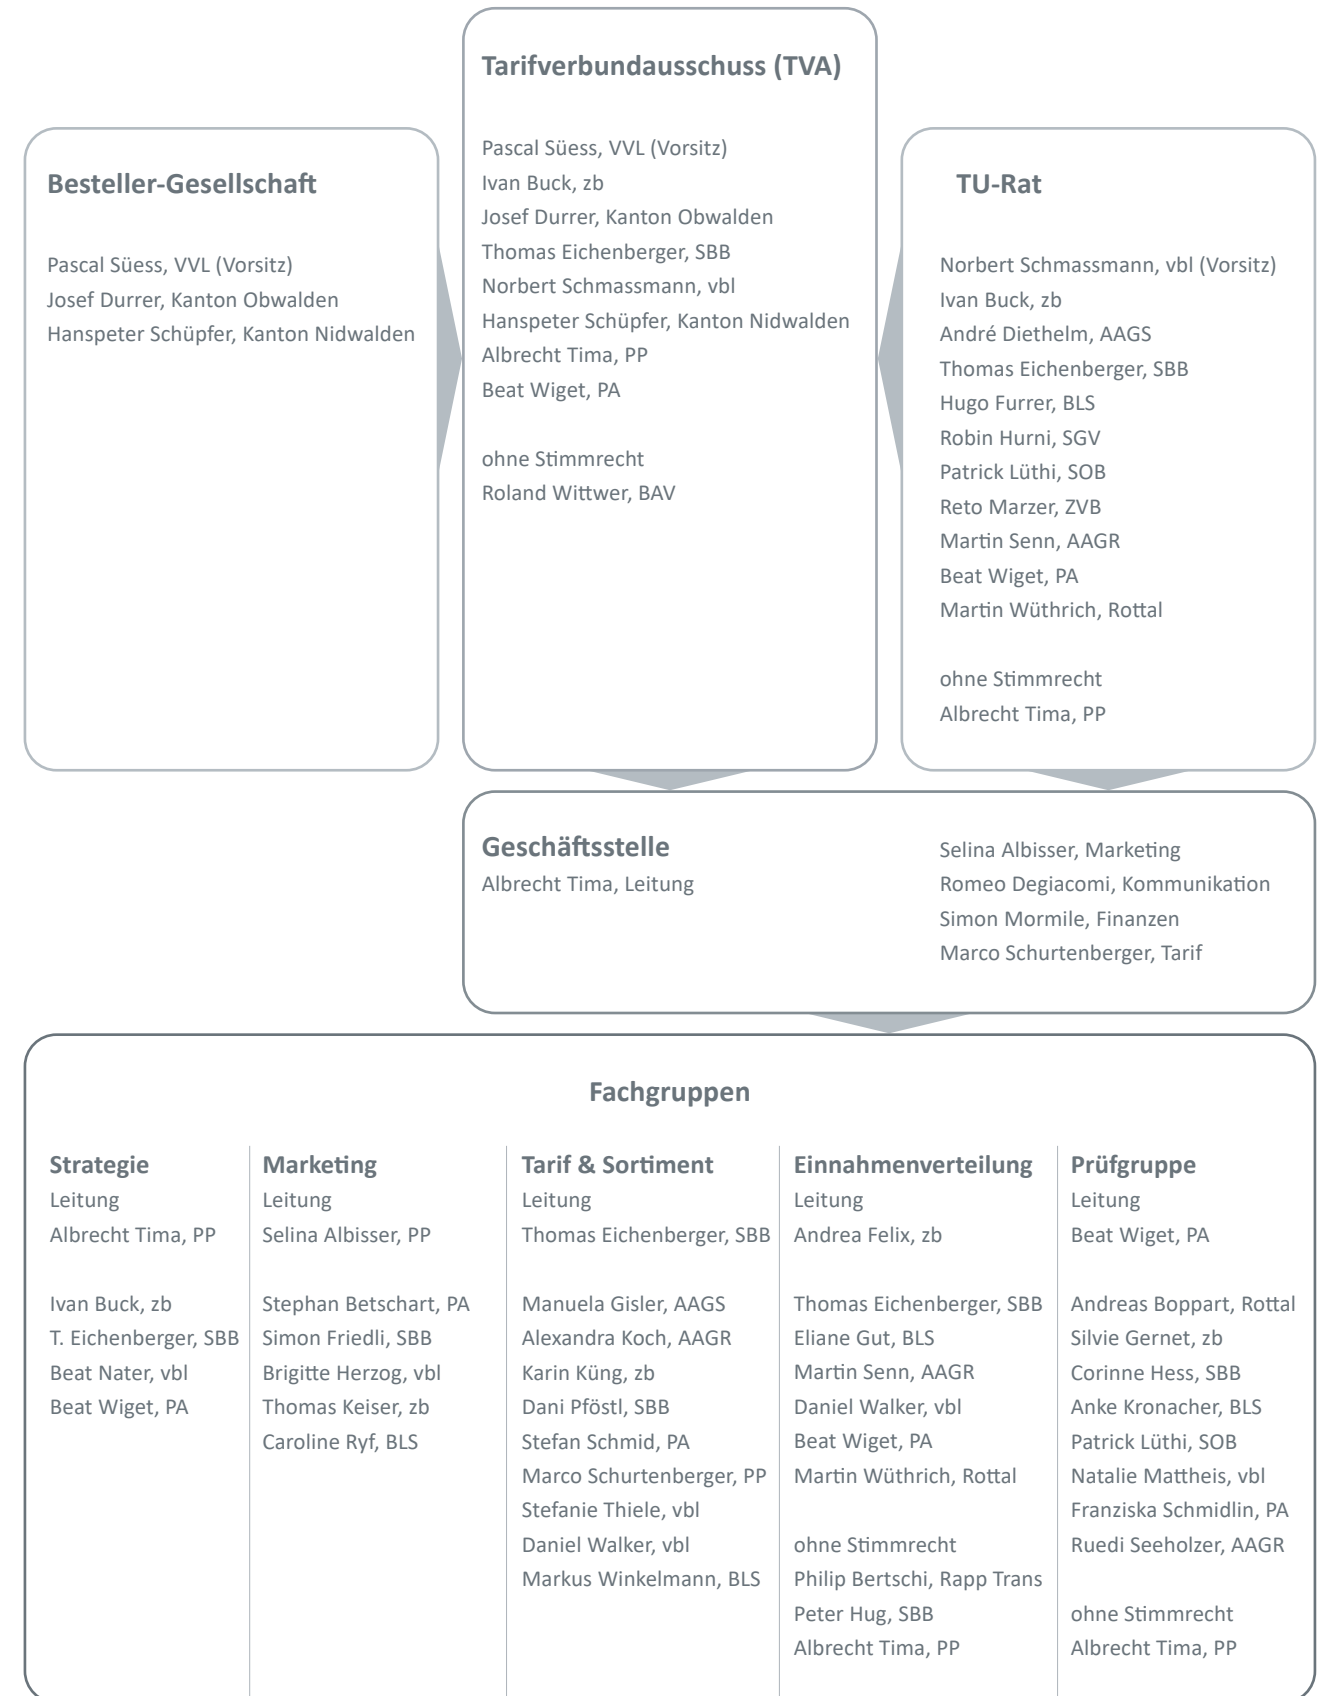 Tarifverbundausschuss (TVA)
Pascal Süess, VVL (Vorsitz)
Ivan Buck, zb
Josef Durrer, Kanton Obwalden
Thomas Eichenberger, SBB
Norbert Schmassmann, vbl
Hanspeter Schüpfer, Kanton Nidwalden
Albrecht Tima, PP
Beat Wiget, PA
ohne Stimmrecht
Roland Wittwer, BAV
Besteller-Gesellschaft
Pascal Süess, VVL (Vorsitz)
Josef Durrer, Kanton Obwalden
Hanspeter Schüpfer, Kanton Nidwalden
TU-Rat
Norbert Schmassmann, vbl (Vorsitz)
Ivan Buck, zb
André Diethelm, AAGS
Thomas Eichenberger, SBB
Hugo Furrer, BLS
Robin Hurni, SGV
Patrick Lüthi, SOB
Reto Marzer, ZVB
Martin Senn, AAGR
Beat Wiget, PA
Martin Wüthrich, Rottal
ohne Stimmrecht
Albrecht Tima, PP
Geschäftsstelle
Albrecht Tima, Leitung
Selina Albisser, Marketing
Romeo Degiacomi, Kommunikation
Simon Mormile, Finanzen
Marco Schurtenberger, Tarif
Fachgruppen
Strategie
Leitung
Albrecht Tima, PP
Ivan Buck, zb
T. Eichenberger, SBB
Beat Nater, vbl
Beat Wiget, PA
Marketing
Leitung
Selina Albisser, PP
Stephan Betschart, PA
Simon Friedli, SBB
Brigitte Herzog, vbl
Thomas Keiser, zb
Caroline Ryf, BLS
Tarif & Sortiment
Leitung
Thomas Eichenberger, SBB
Manuela Gisler, AAGS
Alexandra Koch, AAGR
Karin Küng, zb
Dani Pföstl, SBB
Stefan Schmid, PA
Marco Schurtenberger, PP
Stefanie Thiele, vbl
Daniel Walker, vbl
Markus Winkelmann, BLS
Einnahmenverteilung
Leitung
Andrea Felix, zb
Thomas Eichenberger, SBB
Eliane Gut, BLS
Martin Senn, AAGR
Daniel Walker, vbl
Beat Wiget, PA
Martin Wüthrich, Rottal
ohne Stimmrecht
Philip Bertschi, Rapp Trans
Peter Hug, SBB
Albrecht Tima, PP
Prüfgruppe
Leitung
Beat Wiget, PA
Andreas Boppart, Rottal
Silvie Gernet, zb
Corinne Hess, SBB
Anke Kronacher, BLS
Patrick Lüthi, SOB
Natalie Mattheis, vbl
Franziska Schmidlin, PA
Ruedi Seeholzer, AAGR
ohne Stimmrecht
Albrecht Tima, PP